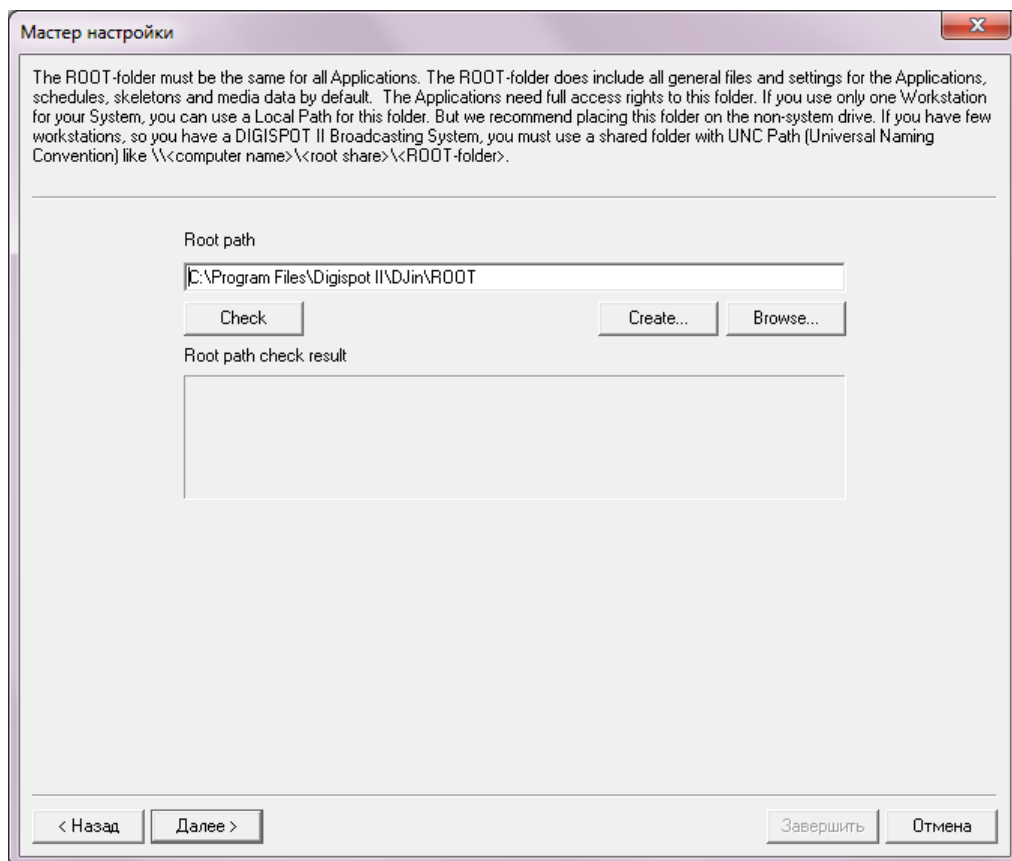 Мастер настройки
The ROOT-folder must be the same for all Applications. The ROOT-folder does include all general files and settings for the Applications,
schedules, skeletons and media data by default.  The Applications need full access rights to this folder. If you use only one Workstation
for your System, you can use a Local Path for this folder. But we recommend placing this folder on the non-system drive. If you have few
workstations, so you have a DIGISPOT II Broadcasting System, you must use a shared folder with UNC Path (Universal Naming
Convention) like \\<computer name>\<root share>\<ROOT-folder>.
Root path
C:\Program Files\Digispot II\DJin\ROOT
Check Create... Browse...
Root path check result
< Назад Далее > Завершить Отмена